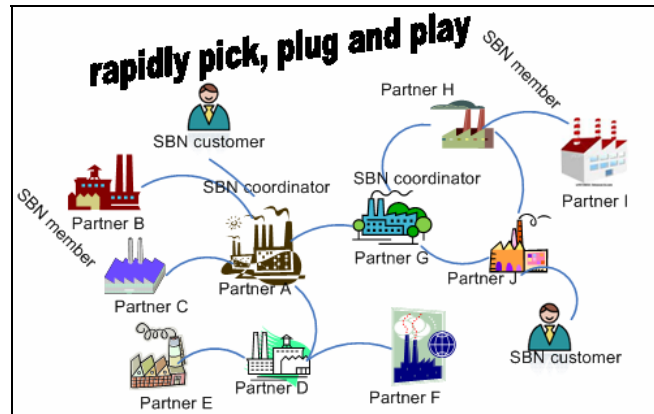 rapidly pick, plug and play
SBN member
Partner H
SBN customer
SBN coordinator
SBN coordinator
Partner I
Partner B
SBN member
Partner G
Partner J
Partner C
Partner A
SBN customer
Partner E
Partner D
Partner F